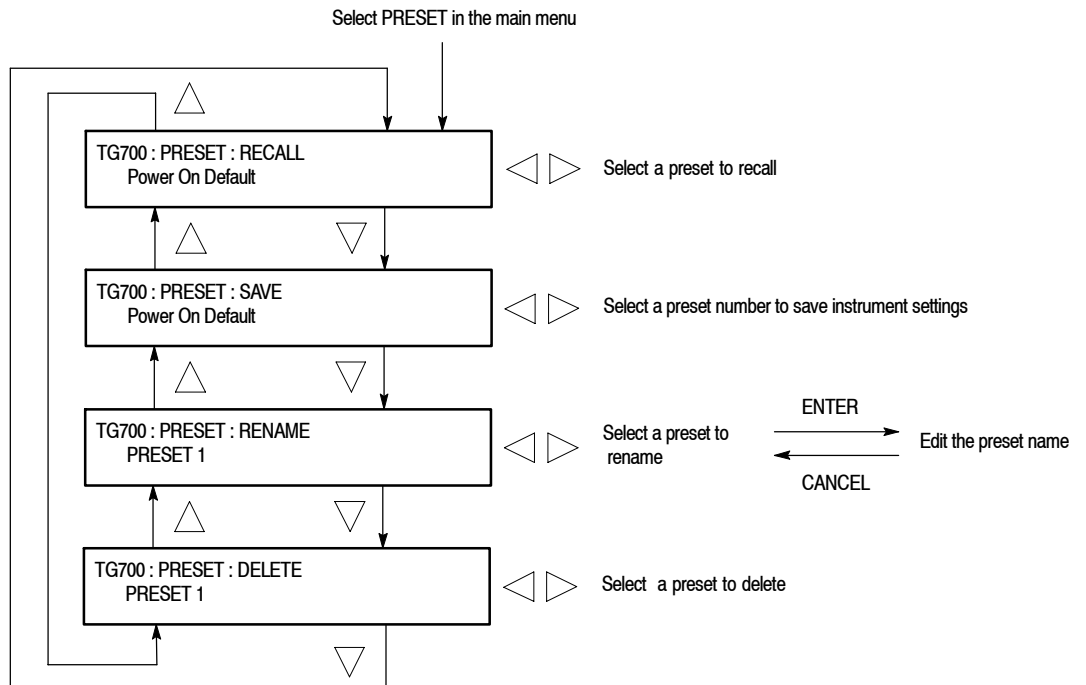 Select PRESET in the main menu
TG700 : PRESET : RECALL
Power On Default
Select a preset to recall
TG700 : PRESET : SAVE
Power On Default
Select a preset number to save instrument settings
TG700 : PRESET : RENAME
PRESET 1
Select a preset to
rename
ENTER
CANCEL
Edit the preset name
TG700 : PRESET : DELETE
PRESET 1
Select a preset to delete